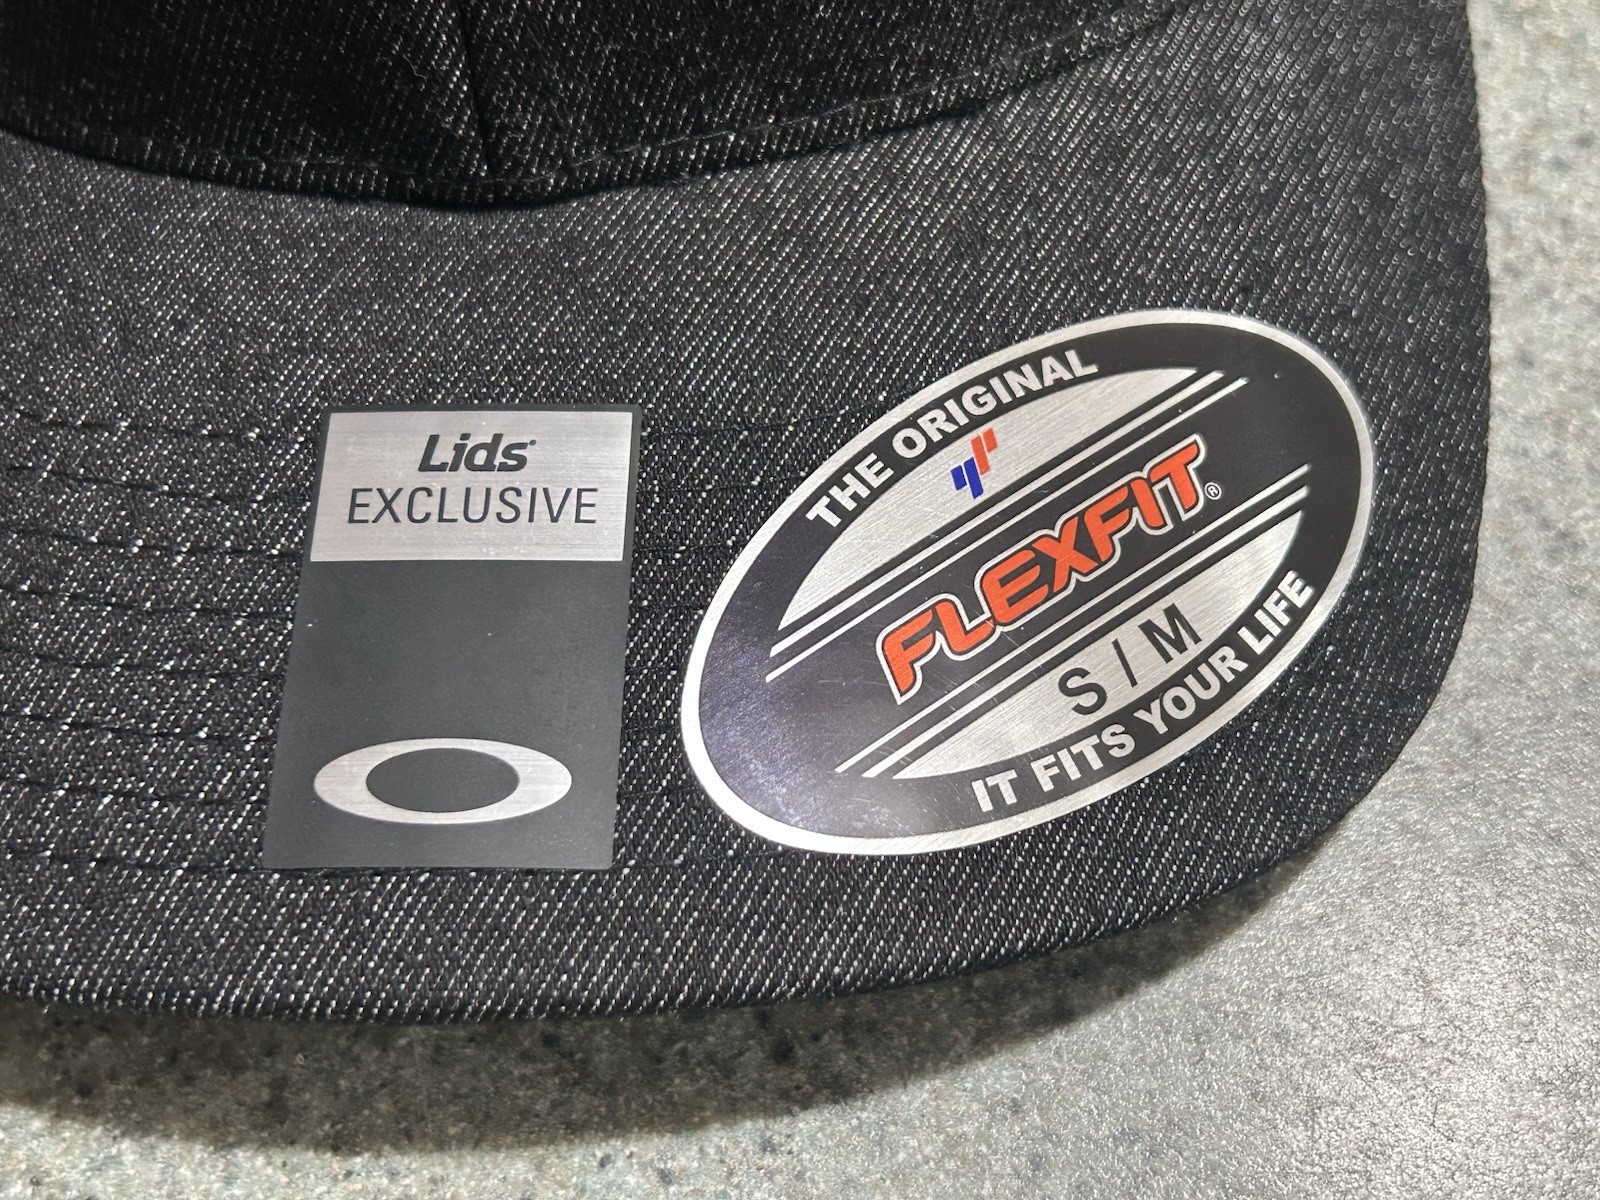 Lids
EXCLUSIVE
THE ORIGINAL
FLEXFIT®
S / M
IT FITS YOUR LIFE